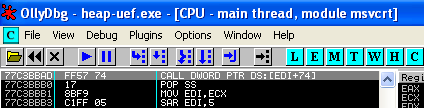 OllyDbg - heap-uef.exe - [CPU - main thread, module msvcrt]
C File View Debug Plugins Options Window Help
L E M T W H C
77C3BBAD FF57 74 CALL DWORD PTR DS:[EDI+74] Regi
77C3BBB0 17 POP SS EAX
77C3BBB1 8BF9 MOV EDI,ECX ECX
77C3BBB3 C1FF 05 SAR EDI,5 EDX